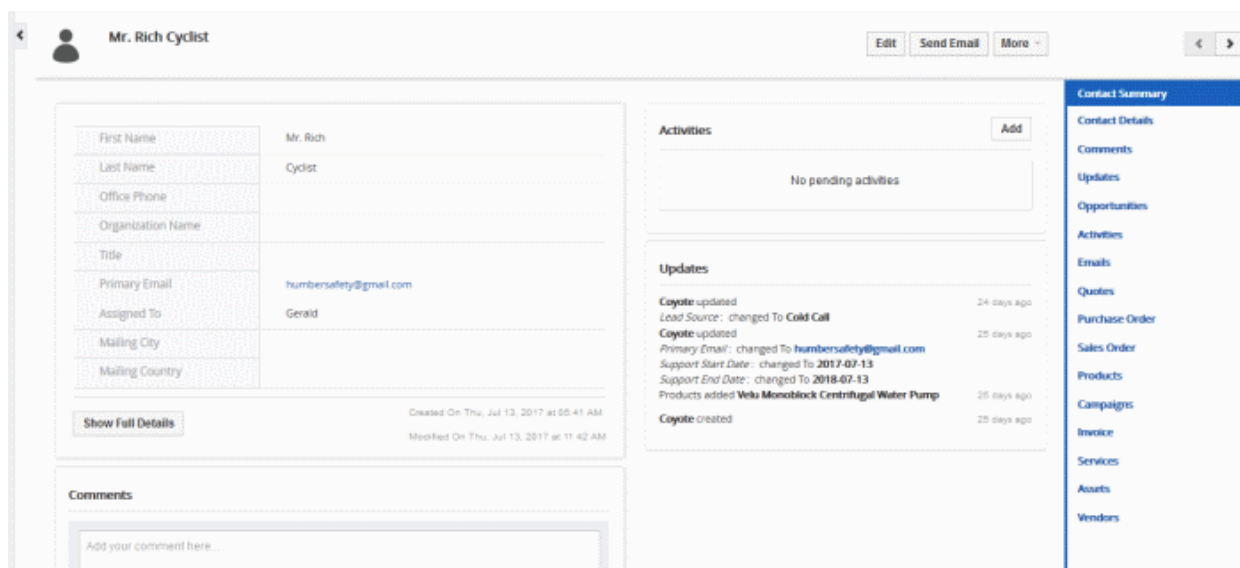 Mr. Rich Cyclist
Edit
Send Email
More
First Name Mr. Rich
Last Name Cyclist
Office Phone
Organization Name
Title
Primary Email humbersafety@gmail.com
Assigned To Gerald
Mailing City
Mailing Country
Show Full Details
Created On Thu, Jul 13, 2017 at 05:41 AM
Modified On Thu, Jul 13, 2017 at 11:42 AM
Comments
Add your comment here...
Activities
Add
No pending activities
Updates
Coyote updated 24 days ago
Lead Source : changed To Cold Call
Coyote updated 25 days ago
Primary Email : changed To humbersafety@gmail.com
Support Start Date : changed To 2017-07-13
Support End Date : changed To 2018-07-13
Products added Velu Monoblock Centrifugal Water Pump 25 days ago
Coyote created 25 days ago
Contact Summary
Contact Details
Comments
Updates
Opportunities
Activities
Emails
Quotes
Purchase Order
Sales Order
Products
Campaigns
Invoice
Services
Assets
Vendors